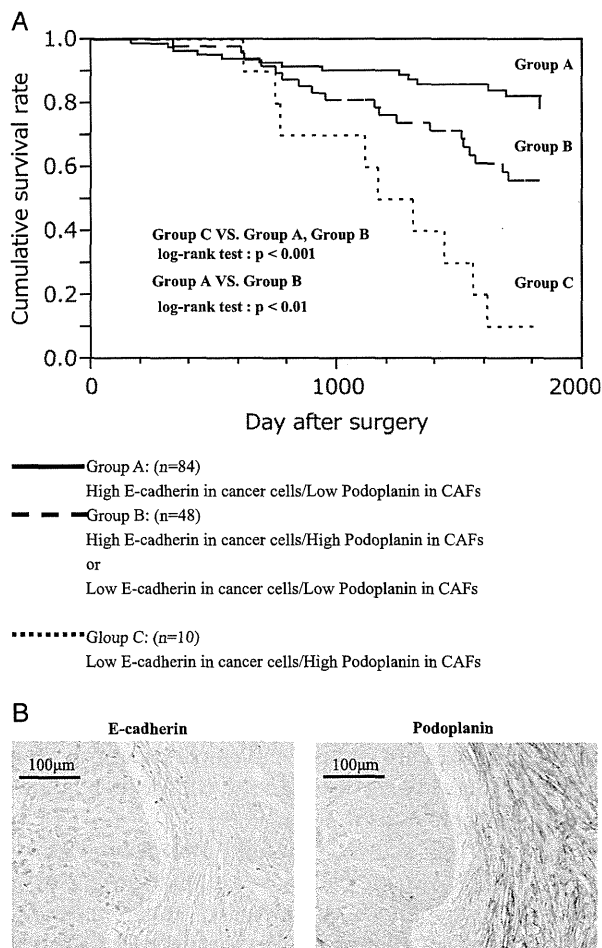 A
Cumulative survival rate
1.0
0.8
0.6
0.4
0.2
0.0
Group A
Group B
Group C VS. Group A, Group B
log-rank test : p < 0.001
Group A VS. Group B
log-rank test : p < 0.01
Group C
0
1000
2000
Day after surgery
Group A: (n=84)
High E-cadherin in cancer cells/Low Podoplanin in CAFs
Group B: (n=48)
High E-cadherin in cancer cells/High Podoplanin in CAFs
or
Low E-cadherin in cancer cells/Low Podoplanin in CAFs
Gloup C: (n=10)
Low E-cadherin in cancer cells/High Podoplanin in CAFs
B
E-cadherin
Podoplanin
100μm
100μm